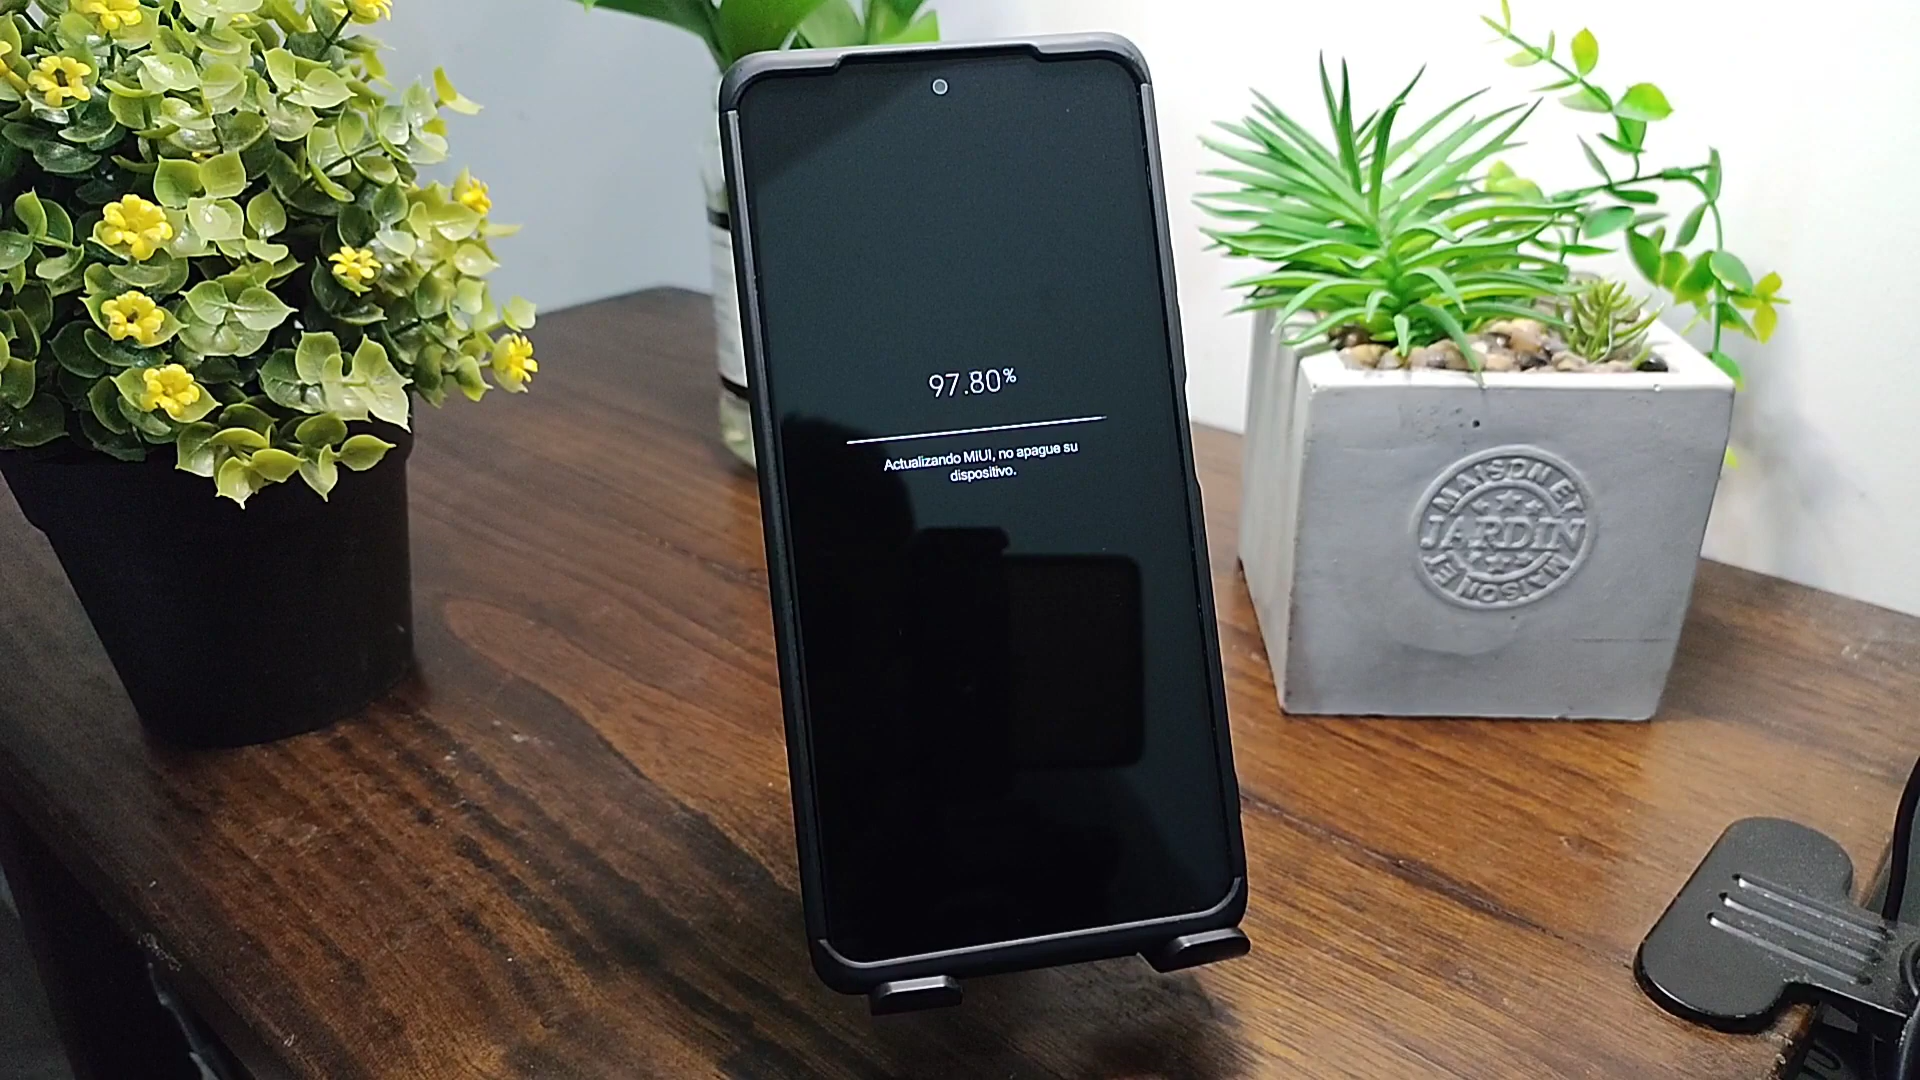 97.80%
Actualizando MIUI, no apague su
dispositivo.
MAISON ET
JARDIN
MAISON ET